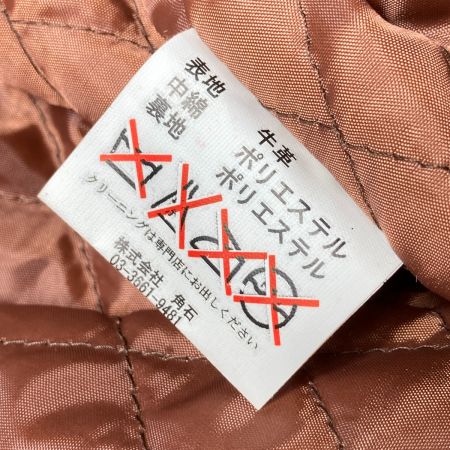 表地 牛革
中綿 ポリエステル
裏地 ポリエステル
クリーニングは専門店にお出しください
株式会社 角石
03-3661-9481